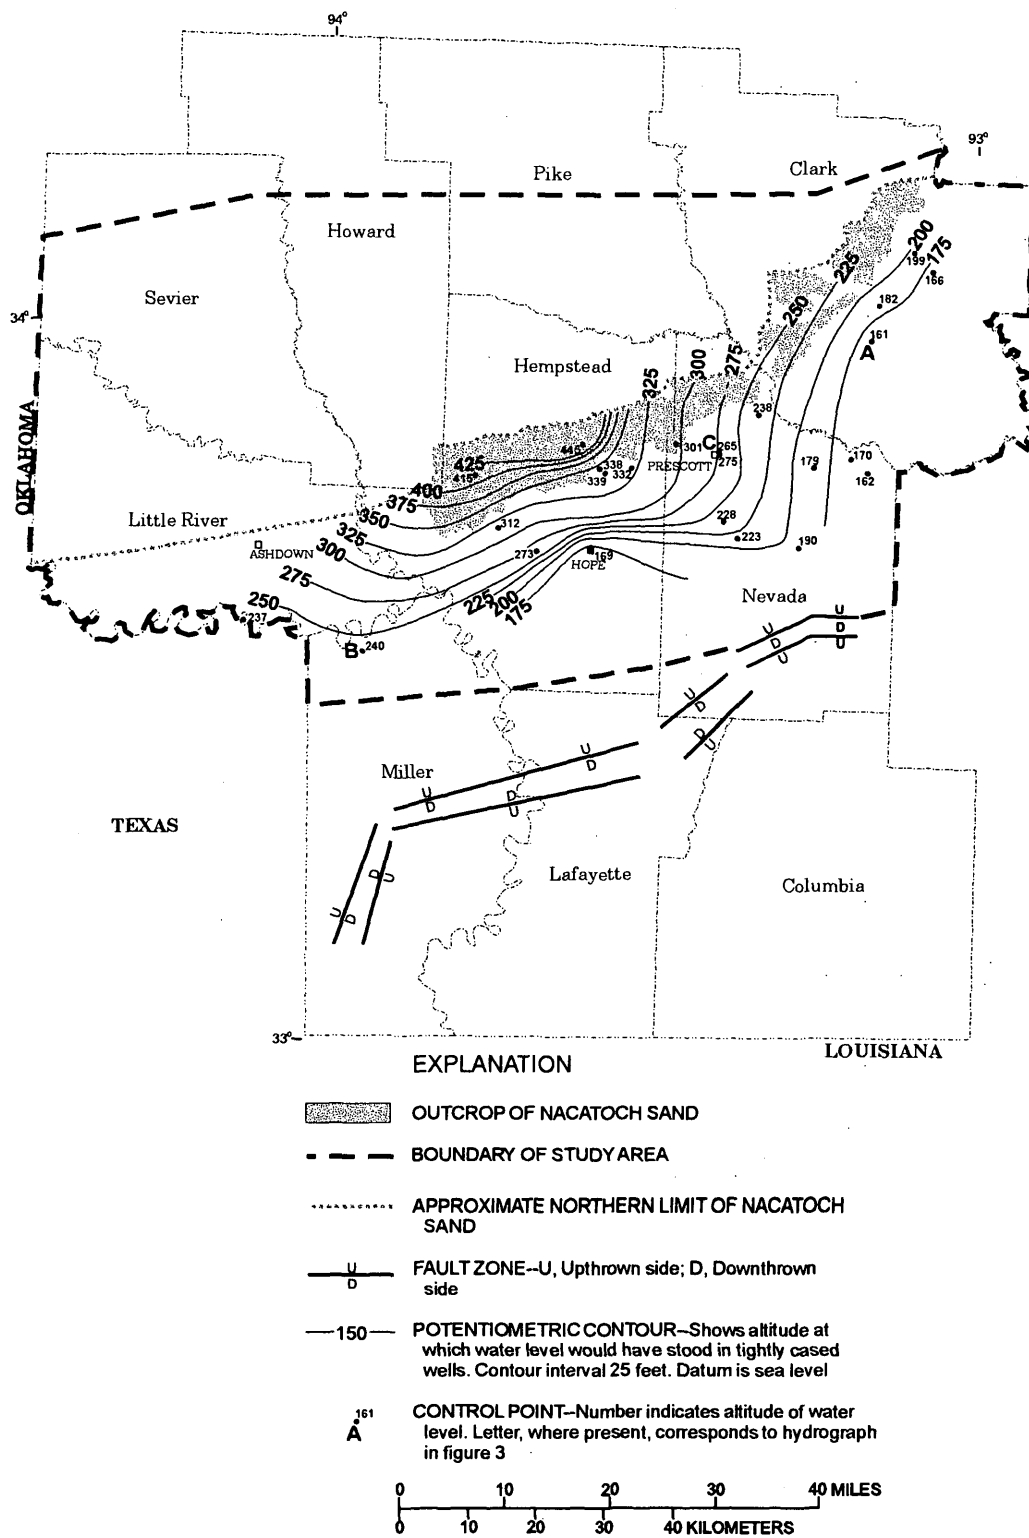 94°
93°
Pike
Clark
Howard
200
175
225
199
166
Sevier
250
182
34°
161
A
300
275
Hempstead
325
OKLAHOMA
238
440
301
C
265
425
338
PRESCOTT
275
170
415
339
332
179
162
400
375
350
Little River
312
228
325
223
ASHDOWN
300
273
169
190
HOPE
275
250
225
200
175
Nevada
237
U
D
U
U
D
U
B
240
U
D
D
U
Miller
U
D
U
D
D
U
TEXAS
Lafayette
Columbia
D
U
U
D
33°
LOUISIANA
EXPLANATION
OUTCROP OF NACATOCH SAND
BOUNDARY OF STUDY AREA
APPROXIMATE NORTHERN LIMIT OF NACATOCH
SAND
U
D
FAULT ZONE--U, Upthrown side; D, Downthrown
side
150
POTENTIOMETRIC CONTOUR--Shows altitude at
which water level would have stood in tightly cased
wells. Contour interval 25 feet. Datum is sea level
161
A
CONTROL POINT--Number indicates altitude of water
level. Letter, where present, corresponds to hydrograph
in figure 3
0 10 20 30 40 MILES
0 10 20 30 40 KILOMETERS